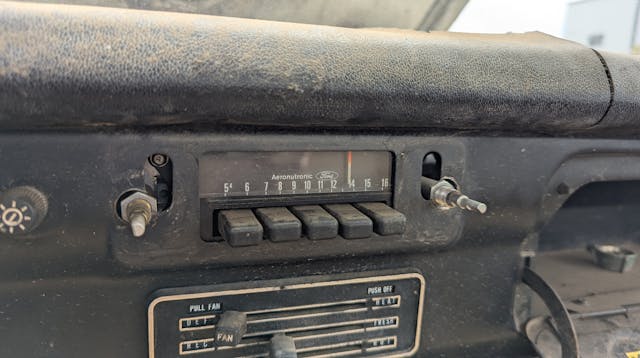 Aeronutronic Ford
5⁴ 6 7 8 9 10 11 12 14 15 16
PULL FAN PUSH OFF
DEF HEAT
FAN FRESH
REC